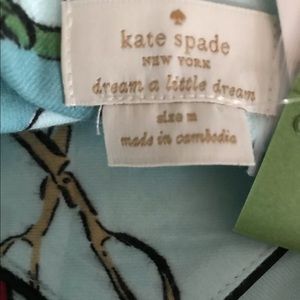 kate spade
NEW YORK
dream a little dream
size m
made in cambodia